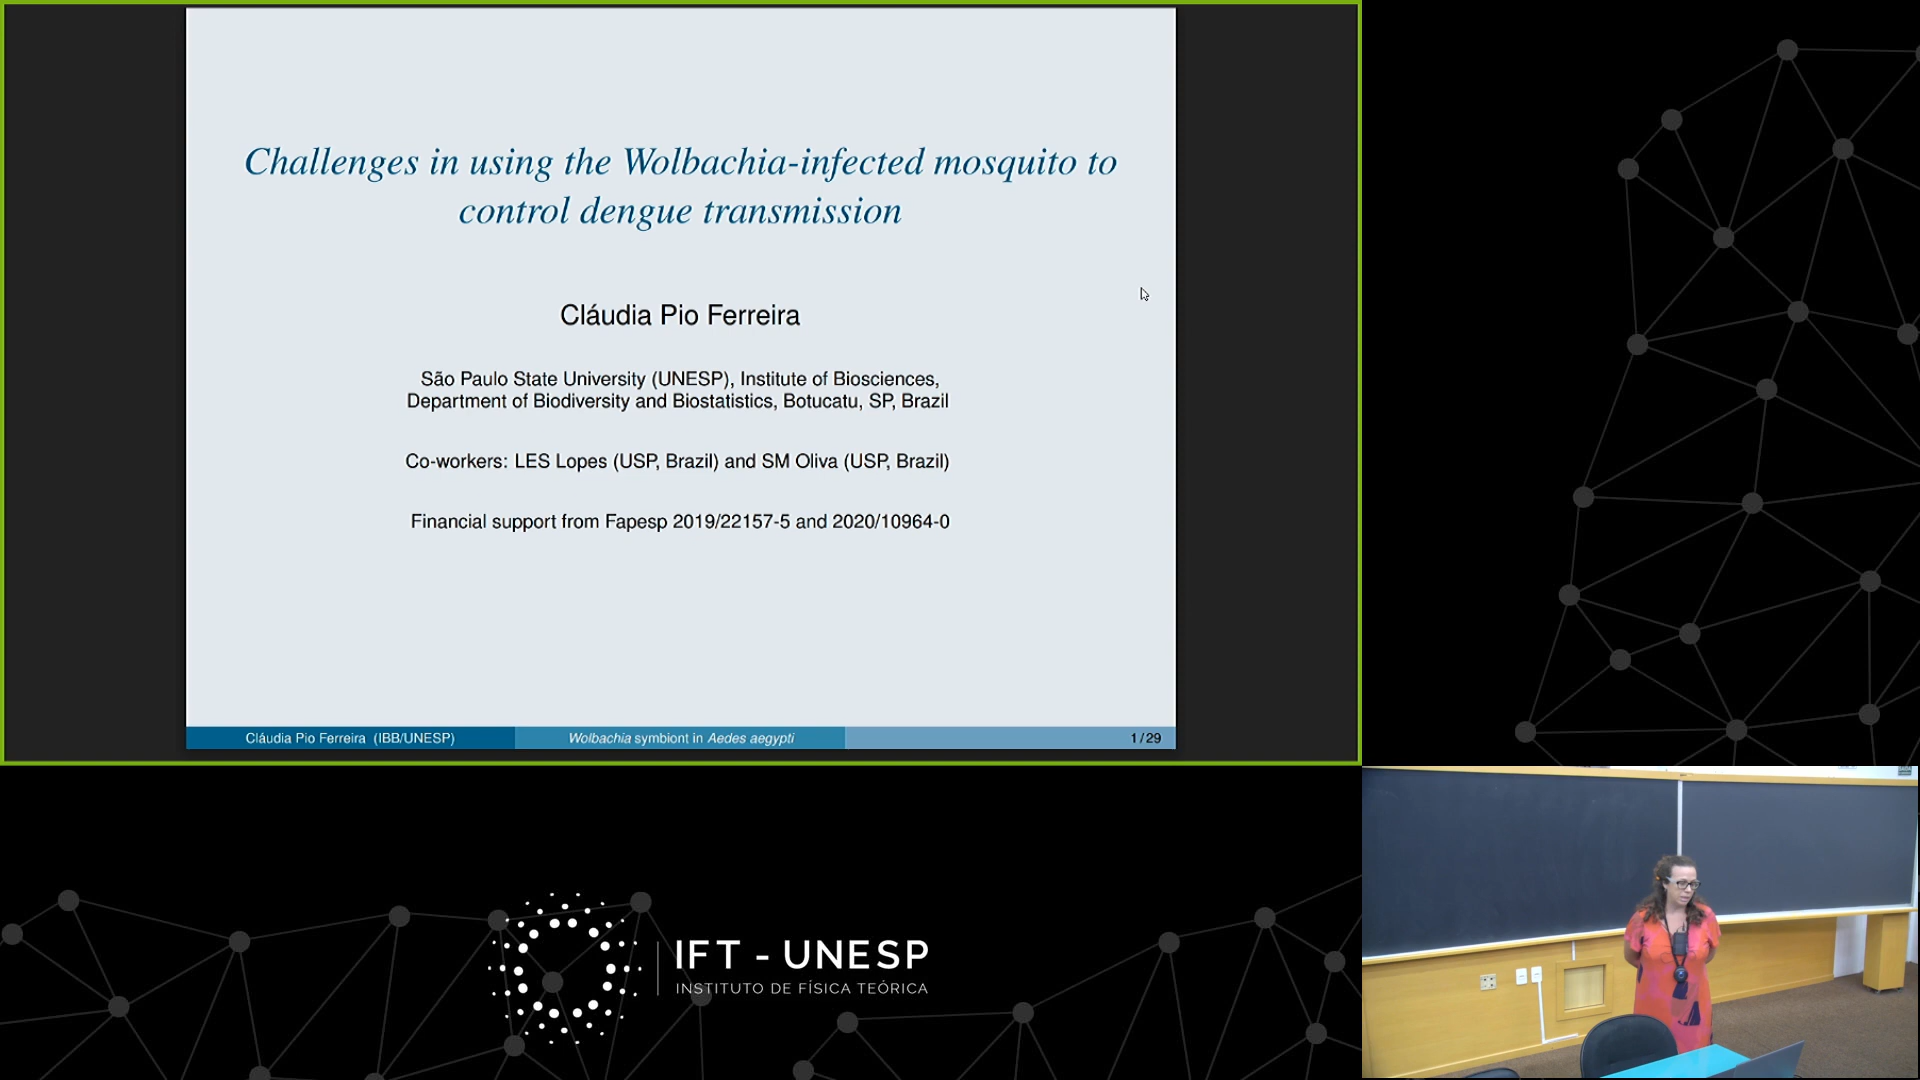 Challenges in using the Wolbachia-infected mosquito to
control dengue transmission
Cláudia Pio Ferreira
São Paulo State University (UNESP), Institute of Biosciences,
Department of Biodiversity and Biostatistics, Botucatu, SP, Brazil
Co-workers: LES Lopes (USP, Brazil) and SM Oliva (USP, Brazil)
Financial support from Fapesp 2019/22157-5 and 2020/10964-0
Cláudia Pio Ferreira (IBB/UNESP)
Wolbachia symbiont in Aedes aegypti
1 / 29
IFT - UNESP
INSTITUTO DE FÍSICA TEÓRICA